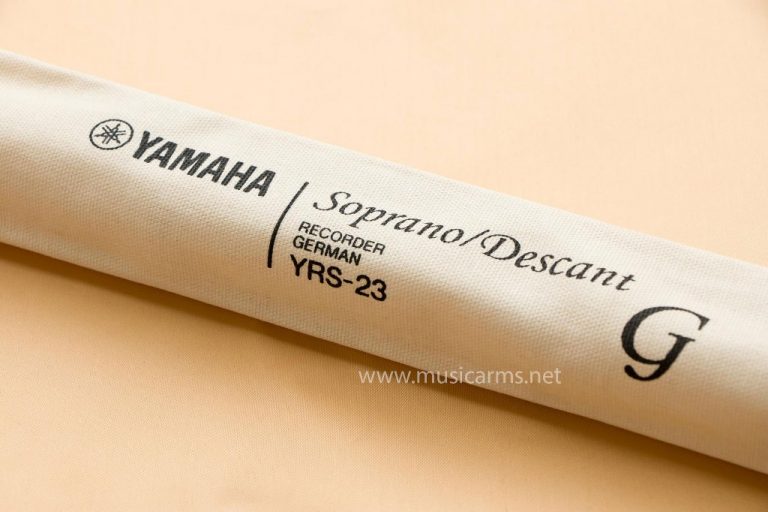 YAMAHA
Soprano/Descant
RECORDER
GERMAN
YRS-23
G
www.musicarms.net